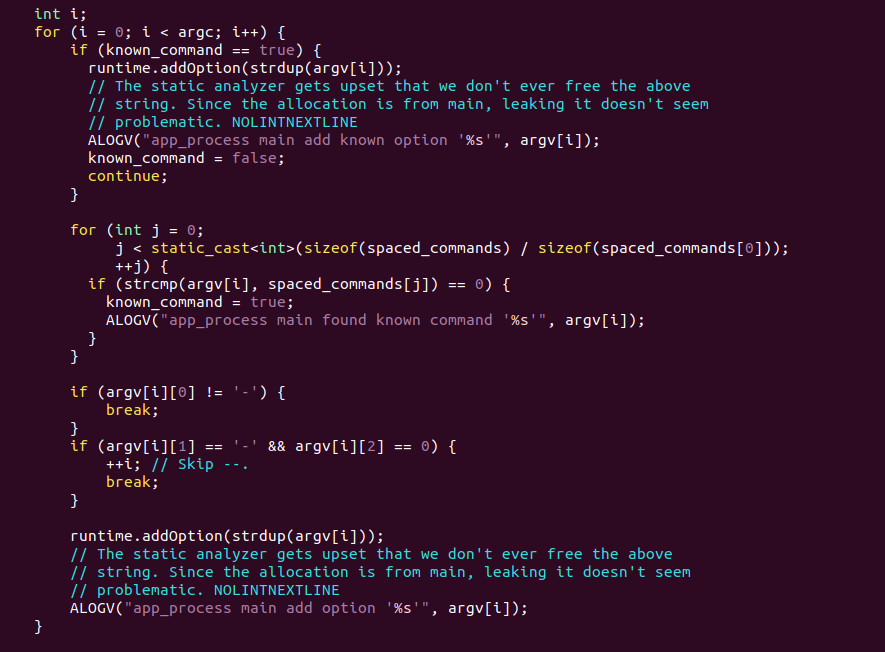 int i;
for (i = 0; i < argc; i++) {
if (known_command == true) {
runtime.addOption(strdup(argv[i]));
// The static analyzer gets upset that we don't ever free the above
// string. Since the allocation is from main, leaking it doesn't seem
// problematic. NOLINTNEXTLINE
ALOGV("app_process main add known option '%s'", argv[i]);
known_command = false;
continue;
}
for (int j = 0;
j < static_cast<int>(sizeof(spaced_commands) / sizeof(spaced_commands[0]));
++j) {
if (strcmp(argv[i], spaced_commands[j]) == 0) {
known_command = true;
ALOGV("app_process main found known command '%s'", argv[i]);
}
}
if (argv[i][0] != '-') {
break;
}
if (argv[i][1] == '-' && argv[i][2] == 0) {
++i; // Skip --.
break;
}
runtime.addOption(strdup(argv[i]));
// The static analyzer gets upset that we don't ever free the above
// string. Since the allocation is from main, leaking it doesn't seem
// problematic. NOLINTNEXTLINE
ALOGV("app_process main add option '%s'", argv[i]);
}